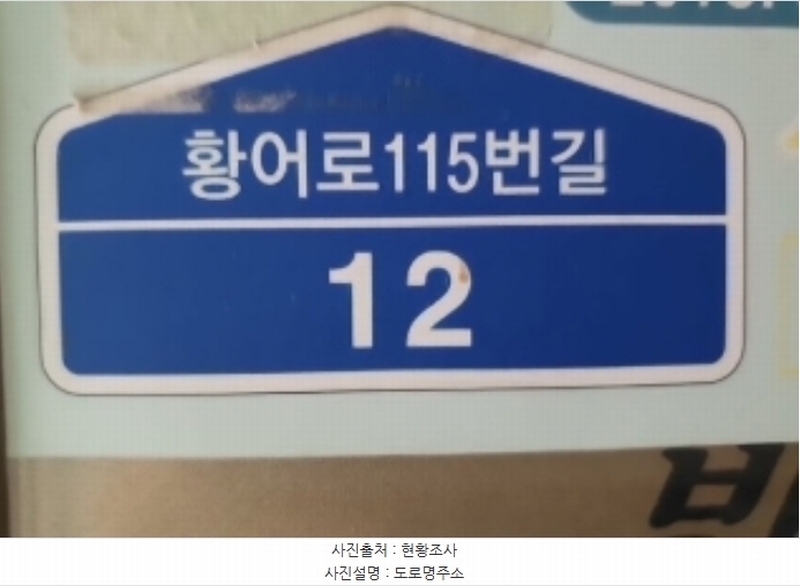 황어로115번길
12
사진출처 : 현황조사
사진설명 : 도로명주소